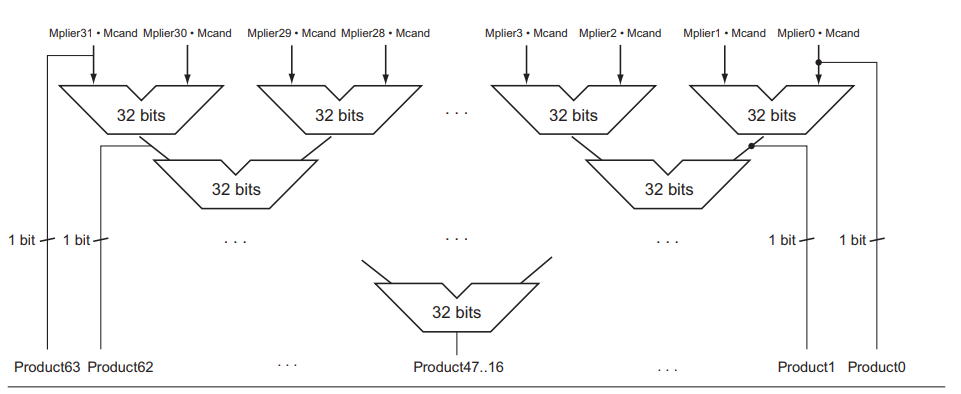 Mplier31 • Mcand Mplier30 • Mcand Mplier29 • Mcand Mplier28 • Mcand Mplier3 • Mcand Mplier2 • Mcand Mplier1 • Mcand Mplier0 • Mcand
32 bits 32 bits . . . 32 bits 32 bits
32 bits 32 bits
1 bit 1 bit . . . . . . . . . 1 bit 1 bit
32 bits
Product63 Product62 . . . Product47..16 . . . Product1 Product0